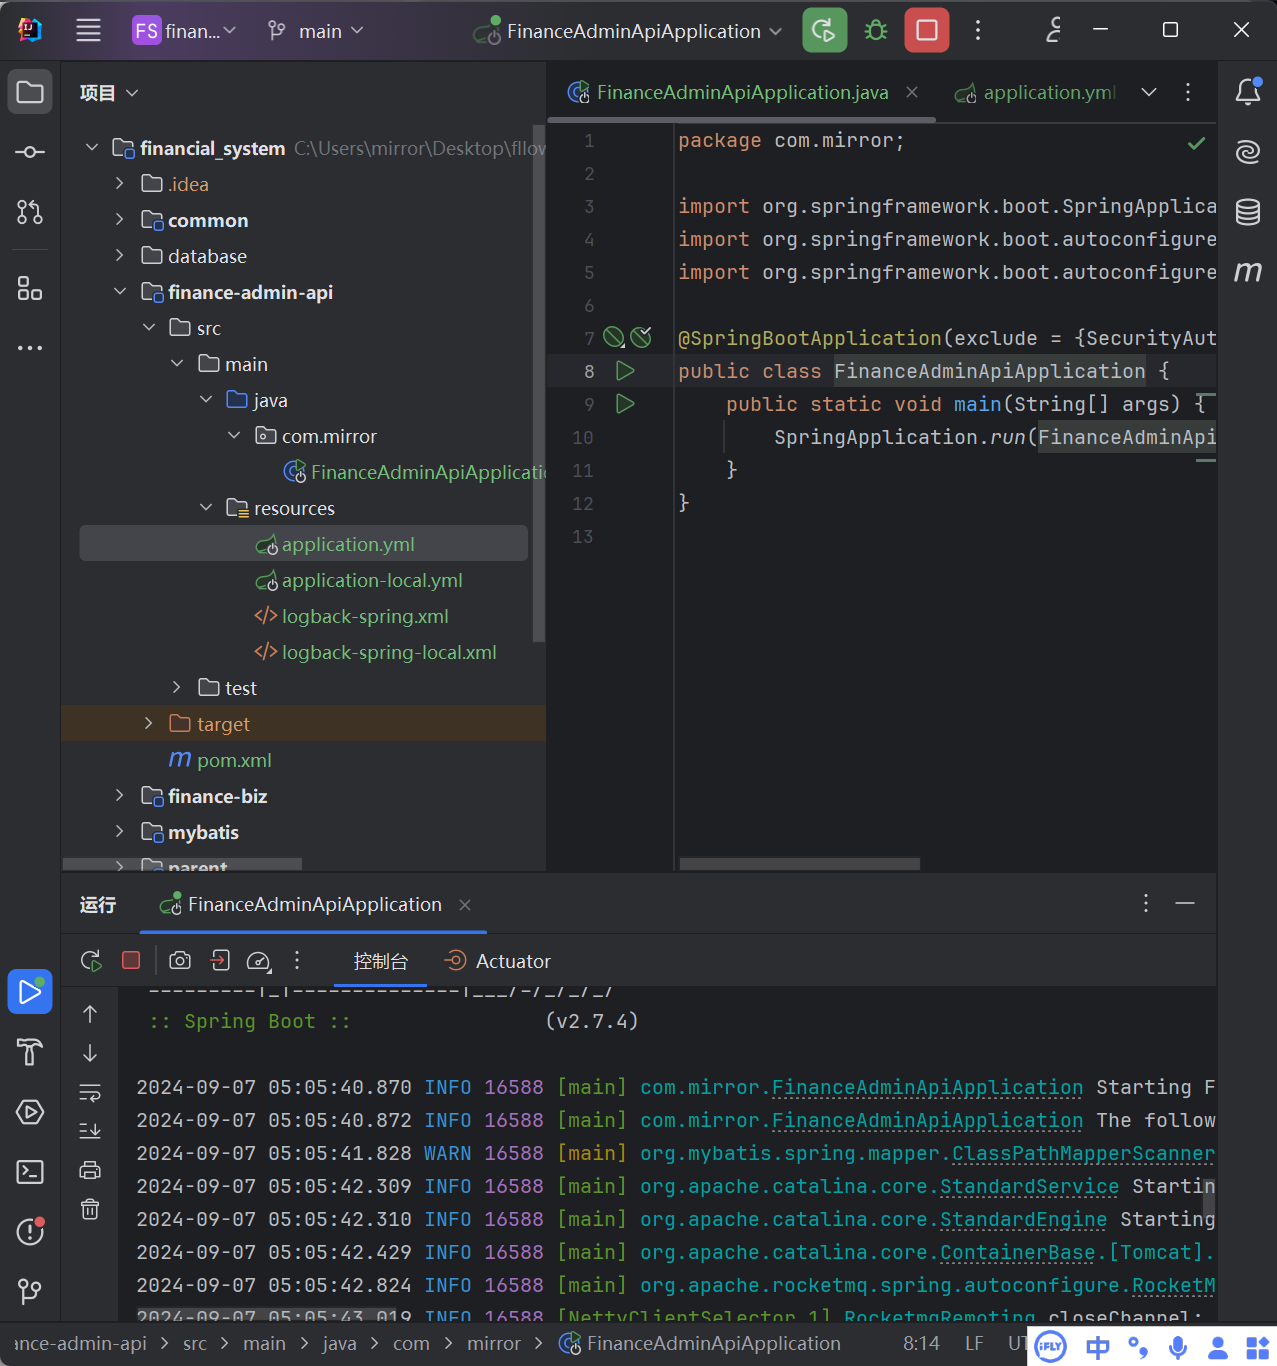 FS finan...
main
FinanceAdminApiApplication
项目
financial_system C:\Users\mirror\Desktop\fllow
.idea
common
database
finance-admin-api
src
main
java
com.mirror
FinanceAdminApiApplicatio
resources
application.yml
application-local.yml
logback-spring.xml
logback-spring-local.xml
test
target
pom.xml
finance-biz
mybatis
parent
FinanceAdminApiApplication.java
application.yml
1 package com.mirror;
2
3 import org.springframework.boot.SpringApplica
4 import org.springframework.boot.autoconfigure
5 import org.springframework.boot.autoconfigure
6
7 @SpringBootApplication(exclude = {SecurityAut
8 public class FinanceAdminApiApplication {
9 public static void main(String[] args) {
10 SpringApplication.run(FinanceAdminApi
11 }
12 }
13
运行 FinanceAdminApiApplication
控制台 Actuator
:: Spring Boot :: (v2.7.4)
2024-09-07 05:05:40.870 INFO 16588 [main] com.mirror.FinanceAdminApiApplication Starting F
2024-09-07 05:05:40.872 INFO 16588 [main] com.mirror.FinanceAdminApiApplication The follow
2024-09-07 05:05:41.828 WARN 16588 [main] org.mybatis.spring.mapper.ClassPathMapperScanner
2024-09-07 05:05:42.309 INFO 16588 [main] org.apache.catalina.core.StandardService Startin
2024-09-07 05:05:42.310 INFO 16588 [main] org.apache.catalina.core.StandardEngine Starting
2024-09-07 05:05:42.429 INFO 16588 [main] org.apache.catalina.core.ContainerBase.[Tomcat].
2024-09-07 05:05:42.824 INFO 16588 [main] org.apache.rocketmq.spring.autoconfigure.RocketM
2024-09-07 05:05:43.019 INFO 16588 [NettyClientSelector_1] RocketmqRemoting closeChannel:
nce-admin-api > src > main > java > com > mirror > FinanceAdminApiApplication 8:14 LF UT
iFLY 中